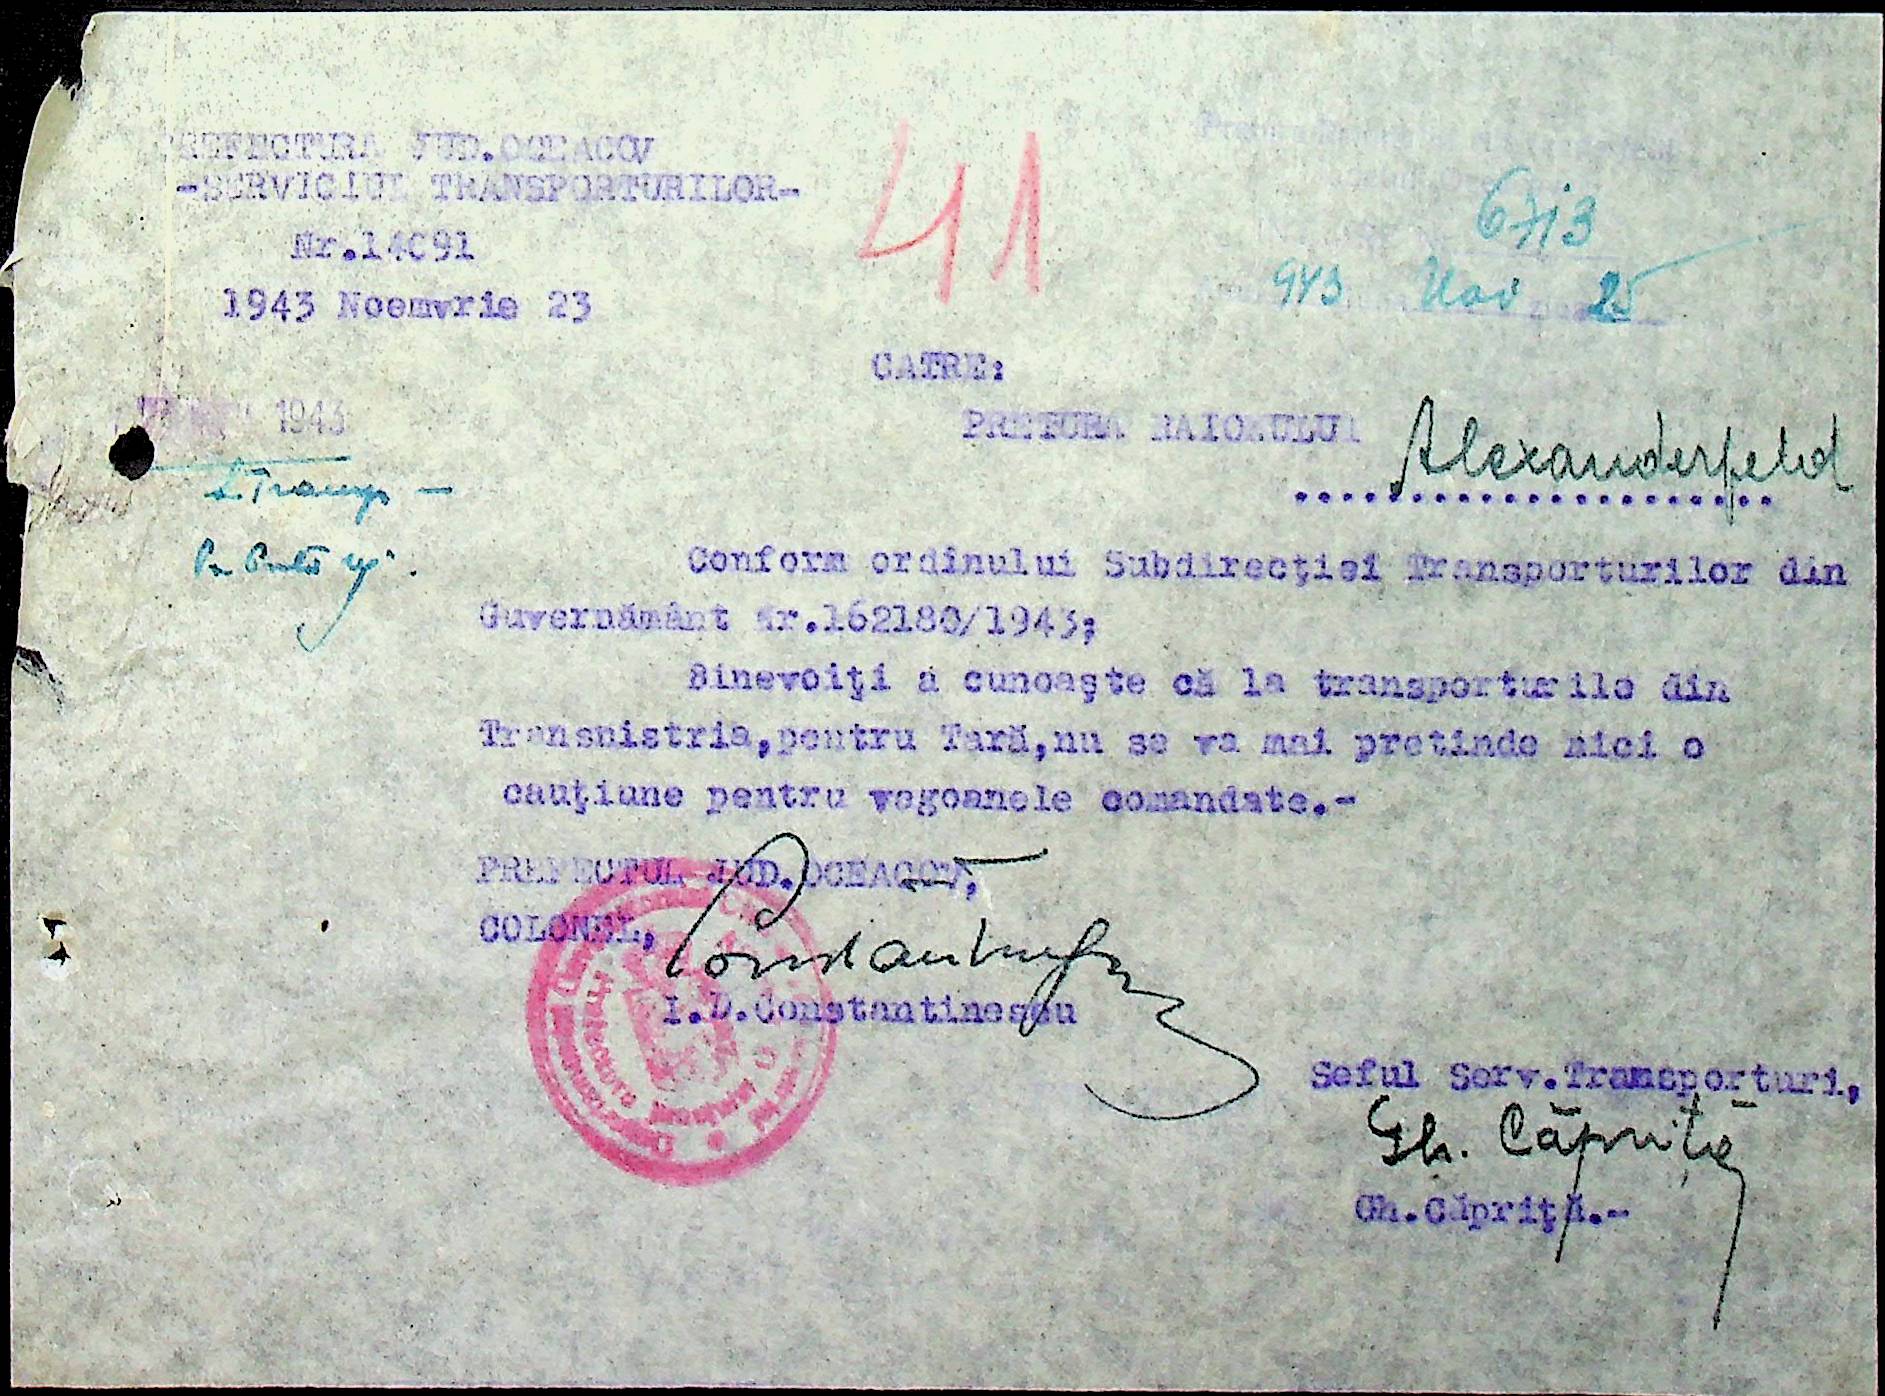 PREFECTURA JUD.OCEACOV
-SERVICIUL TRANSPORTURILOR-
Nr.14091
1943 Noemvrie 23
41
6713
943 Nov 25
1943
CATRE:
PRETURA RAIONULUI Alexanderfeld
Conform ordinului Subdirecţiei Transporturilor din
Guvernământ nr.162180/1943;
Binevoiţi a cunoaşte că la transporturile din
Transnistria,pentru Tară,nu se va mai pretinde nici o
cauţiune pentru vagoanele comandate.-
PREFECTUL JUD.OCEACOV,
COLONEL,
Constantinescu
I.D.Constantinescu
Seful Serv.Transporturi,
Gh. Căpriţă
Gh.Căpriţă.-